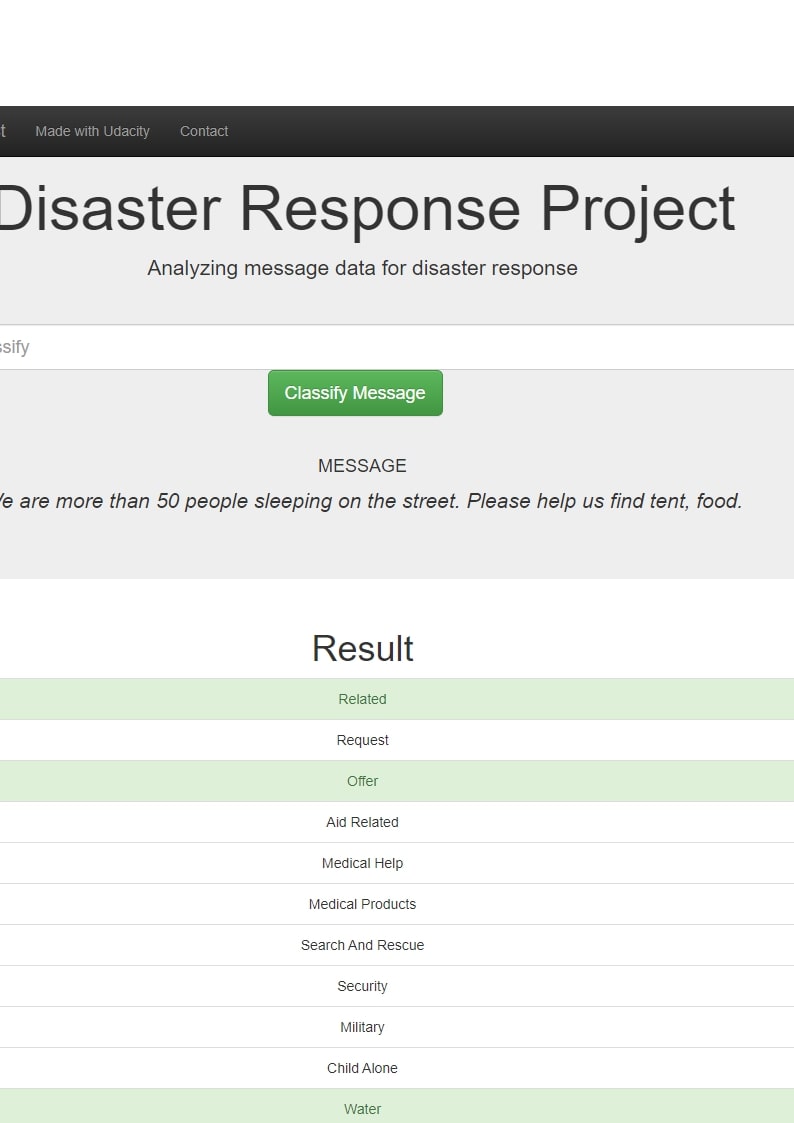 Made with Udacity Contact
Disaster Response Project
Analyzing message data for disaster response
Classify Message
MESSAGE
are more than 50 people sleeping on the street. Please help us find tent, food.
Result
Related
Request
Offer
Aid Related
Medical Help
Medical Products
Search And Rescue
Security
Military
Child Alone
Water